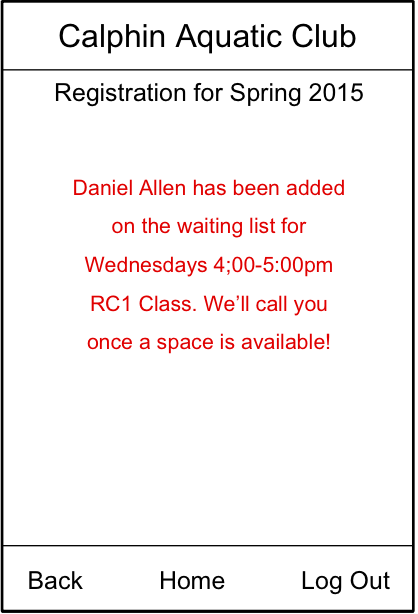 Calphin Aquatic Club
Registration for Spring 2015
Daniel Allen has been added
on the waiting list for
Wednesdays 4;00-5:00pm
RC1 Class. We’ll call you
once a space is available!
Back Home Log Out